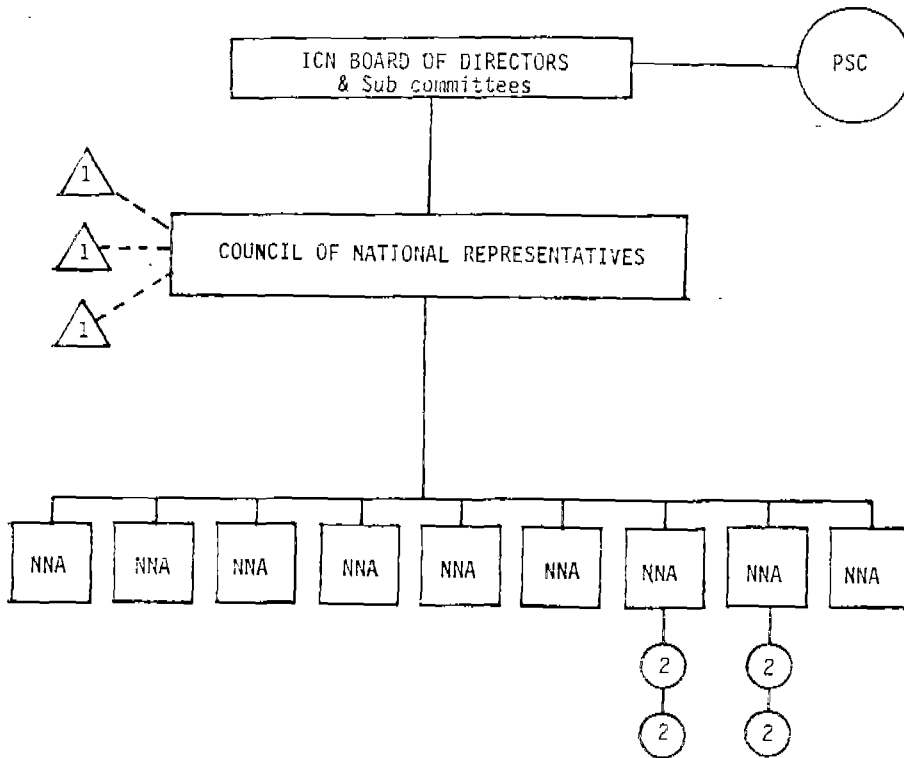 ICN BOARD OF DIRECTORS
& Sub committees
PSC
1
COUNCIL OF NATIONAL REPRESENTATIVES
1
1
NNA NNA NNA NNA NNA NNA NNA NNA NNA
2 2
2 2